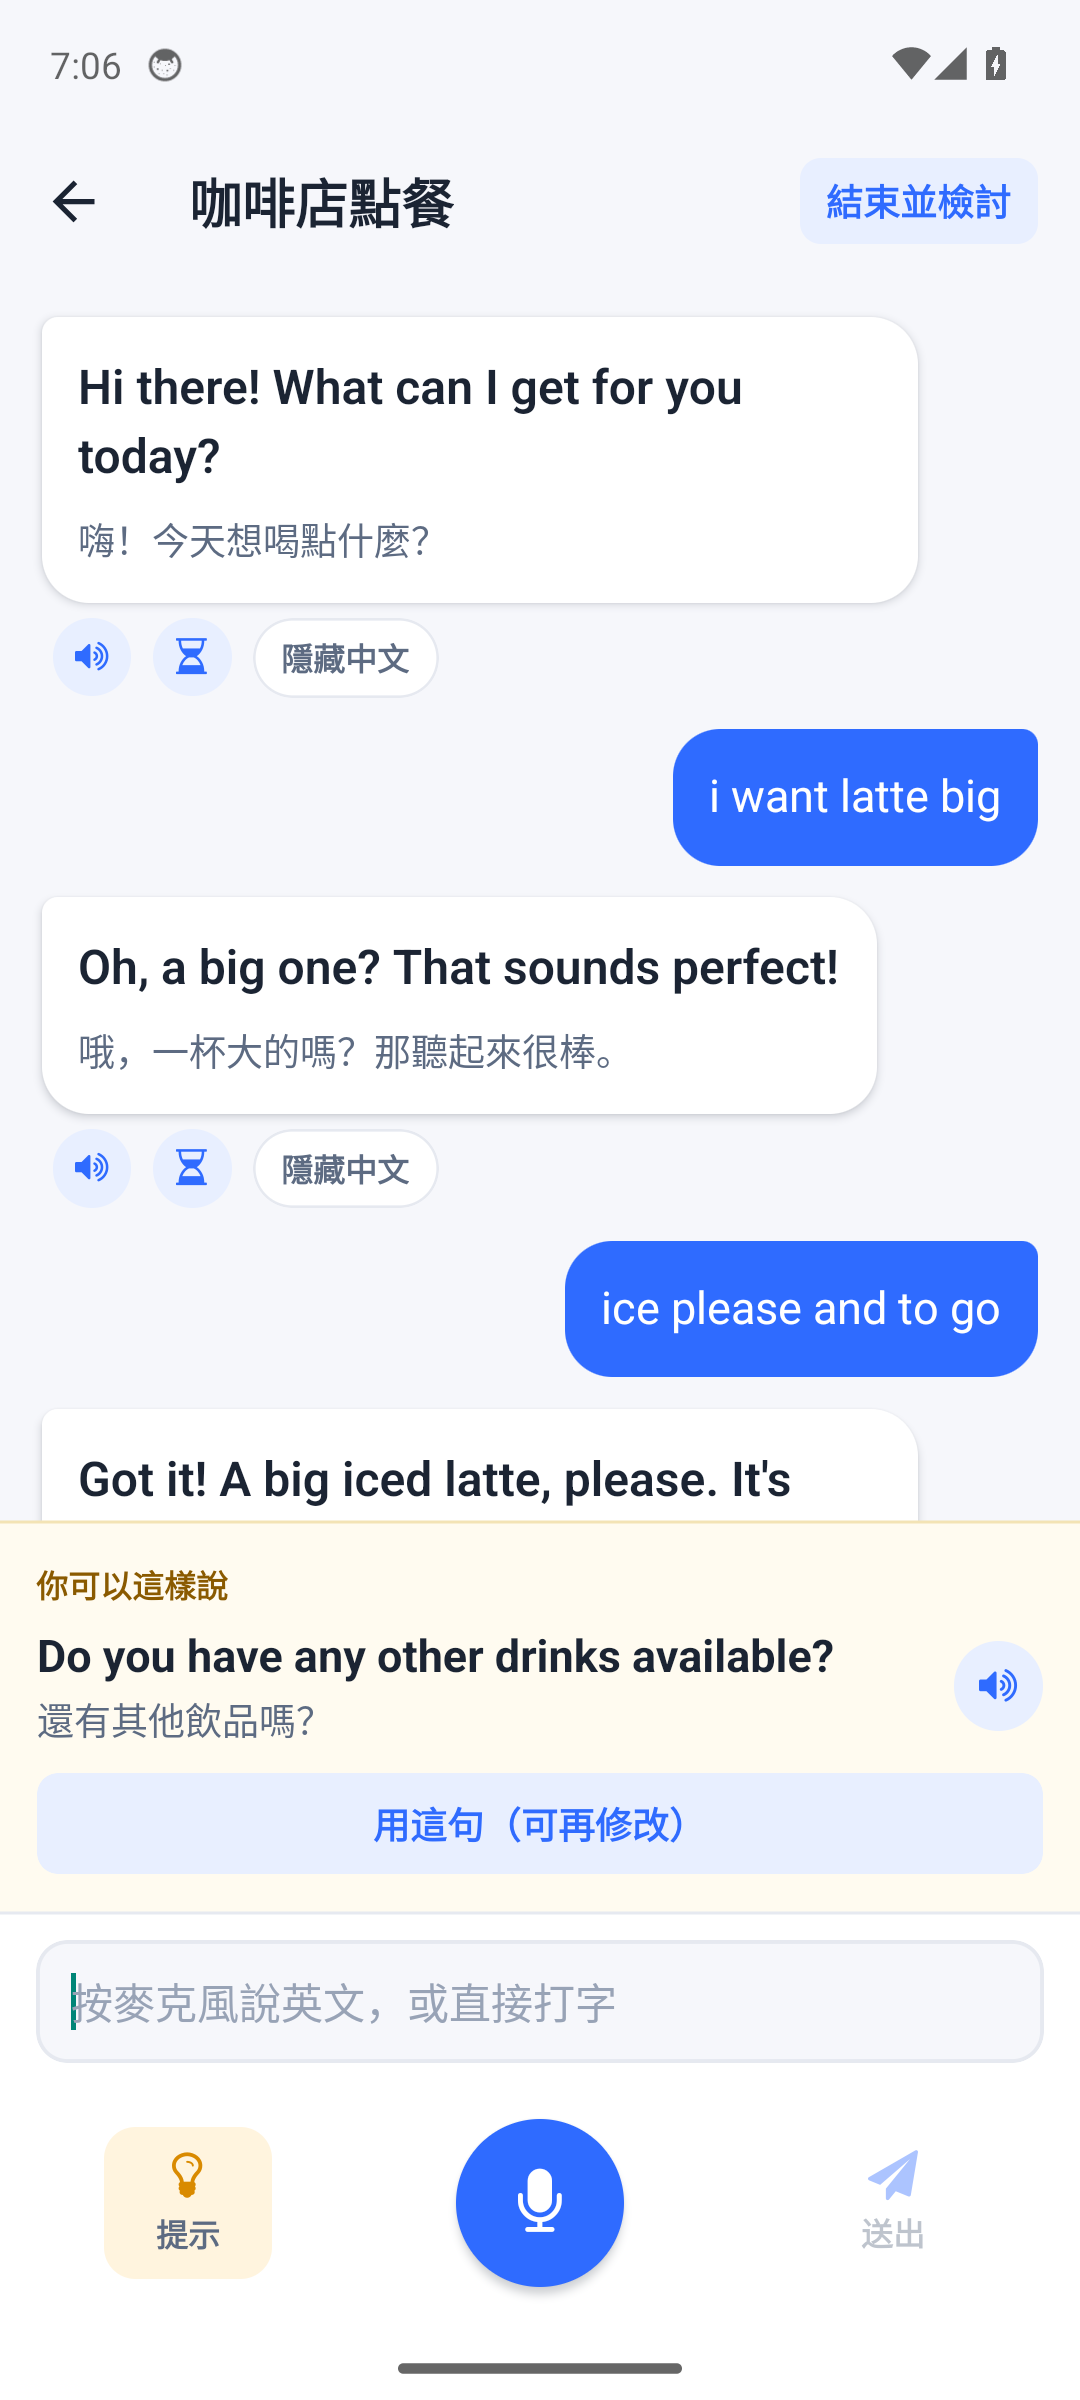 7:06
咖啡店點餐
結束並檢討
Hi there! What can I get for you
today?
嗨！今天想喝點什麼？
隱藏中文
i want latte big
Oh, a big one? That sounds perfect!
哦，一杯大的嗎？那聽起來很棒。
隱藏中文
ice please and to go
Got it! A big iced latte, please. It's
你可以這樣說
Do you have any other drinks available?
還有其他飲品嗎？
用這句（可再修改）
按麥克風說英文，或直接打字
提示
送出